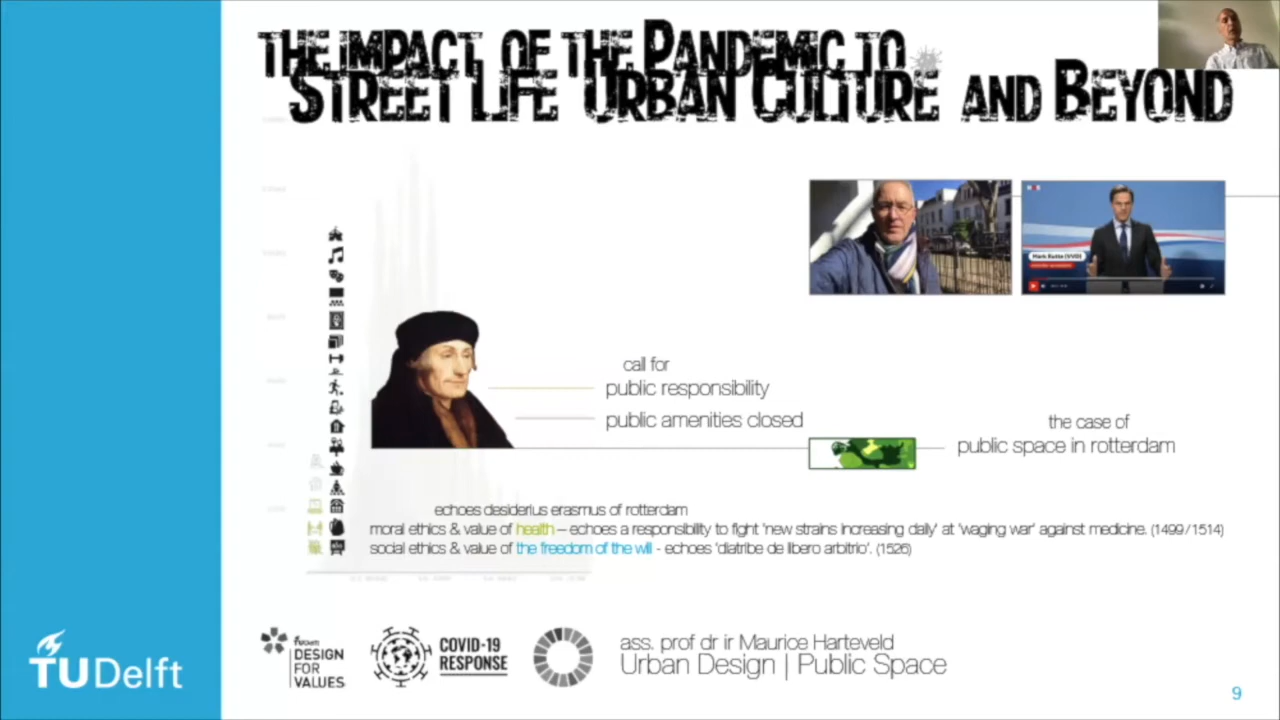 THE IMPACT OF THE PANDEMIC TO
STREET LIFE URBAN CULTURE AND BEYOND
Mark Rutte (VVD)
call for
public responsibility
public amenities closed
the case of
public space in rotterdam
echoes desiderius erasmus of rotterdam
moral ethics & value of health – echoes a responsibility to fight 'new strains increasing daily' at 'waging war' against medicine. (1499/1514)
social ethics & value of the freedom of the will - echoes 'diatribe de libero arbitrio'. (1526)
TU Delft
TU Delft
DESIGN
FOR
VALUES
COVID-19
RESPONSE
ass. prof dr ir Maurice Harteveld
Urban Design | Public Space
9